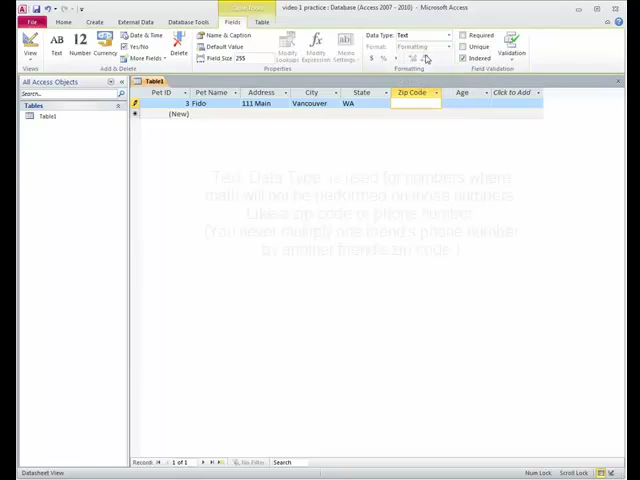 video 1 practice : Database (Access 2007 - 2010) - Microsoft Access
File Home Create External Data Database Tools Fields Table
View Text Number Currency
AB 12
Date & Time
Yes/No
More Fields
Delete
Name & Caption
Default Value
Field Size 255
Modify Lookups Modify Expression Memo Settings
Data Type: Text
Format: Formatting
$ % ,
Required
Unique
Indexed
Validation
Views Add & Delete Properties Formatting Field Validation
All Access Objects
Search...
Tables
Table1
Table1
Pet ID Pet Name Address City State Zip Code Age Click to Add
3 Fido 111 Main Vancouver WA
(New)
Text Data Type is used for numbers where
math will not be performed on those numbers.
Like a zip code or phone number
(You never multiply one friend's phone number
by another friend's zip code.)
Record: 1 of 1 No Filter Search
Datasheet View Num Lock Scroll Lock